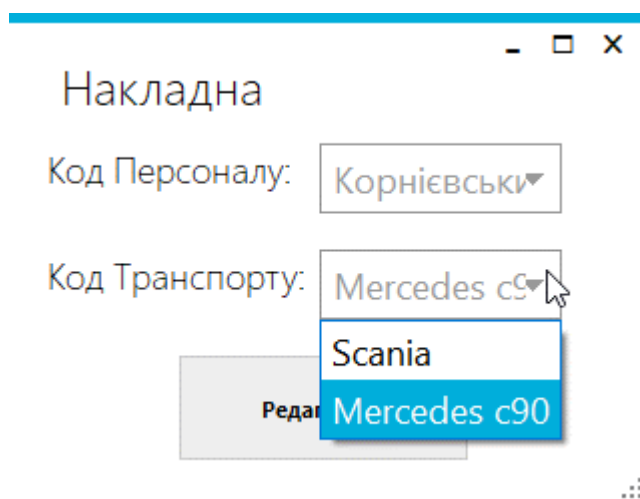 Накладна
Код Персоналу:
Корнієвськи
Код Транспорту:
Mercedes c9
Scania
Mercedes c90
Редаг